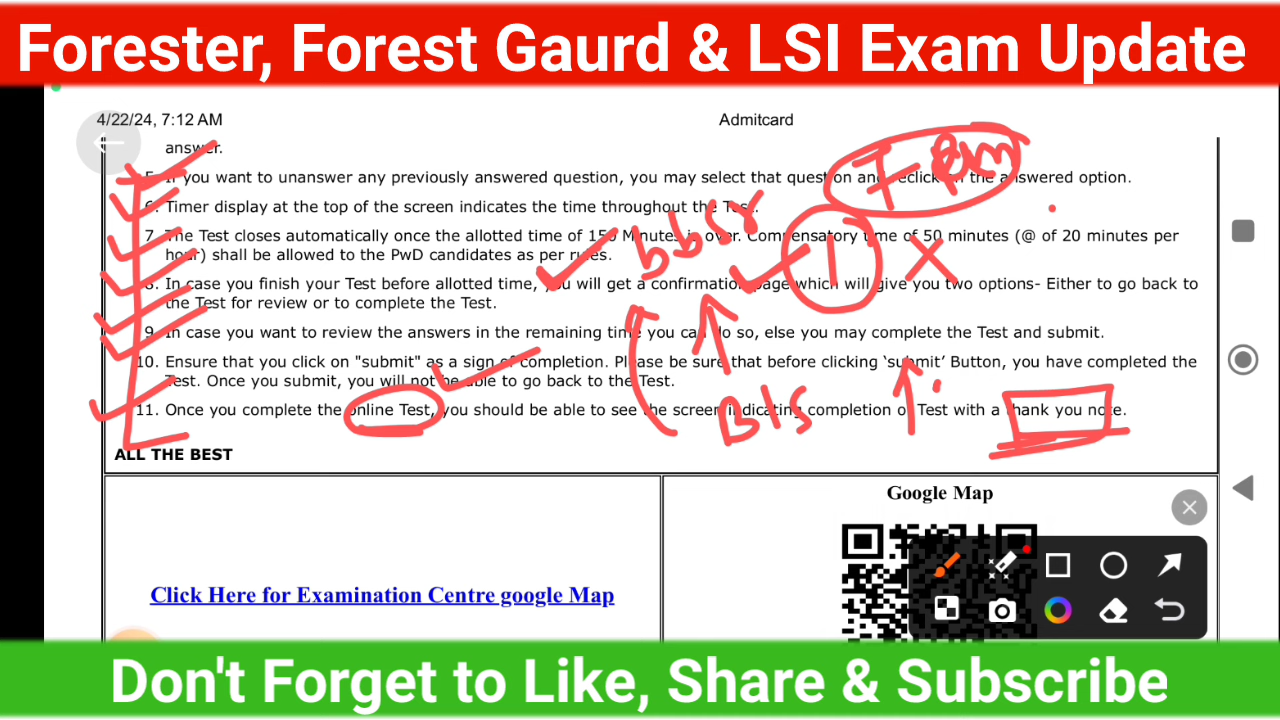 Forester, Forest Gaurd & LSI Exam Update
4/22/24, 7:12 AM
Admitcard
answer.
5. If you want to unanswer any previously answered question, you may select that question and reclick on the answered option.
6. Timer display at the top of the screen indicates the time throughout the Test.
7. The Test closes automatically once the allotted time of 150 Minutes is over. Compensatory time of 50 minutes (@ of 20 minutes per
hour) shall be allowed to the PwD candidates as per rules.
8. In case you finish your Test before allotted time, you will get a confirmation page which will give you two options- Either to go back to
the Test for review or to complete the Test.
9. In case you want to review the answers in the remaining time you can do so, else you may complete the Test and submit.
10. Ensure that you click on "submit" as a sign of completion. Please be sure that before clicking ‘submit’ Button, you have completed the
Test. Once you submit, you will not be able to go back to the Test.
11. Once you complete the online Test, you should be able to see the screen indicating completion of Test with a thank you note.
bbsr
1
Bls
ALL THE BEST
Google Map
Click Here for Examination Centre google Map
Don't Forget to Like, Share & Subscribe